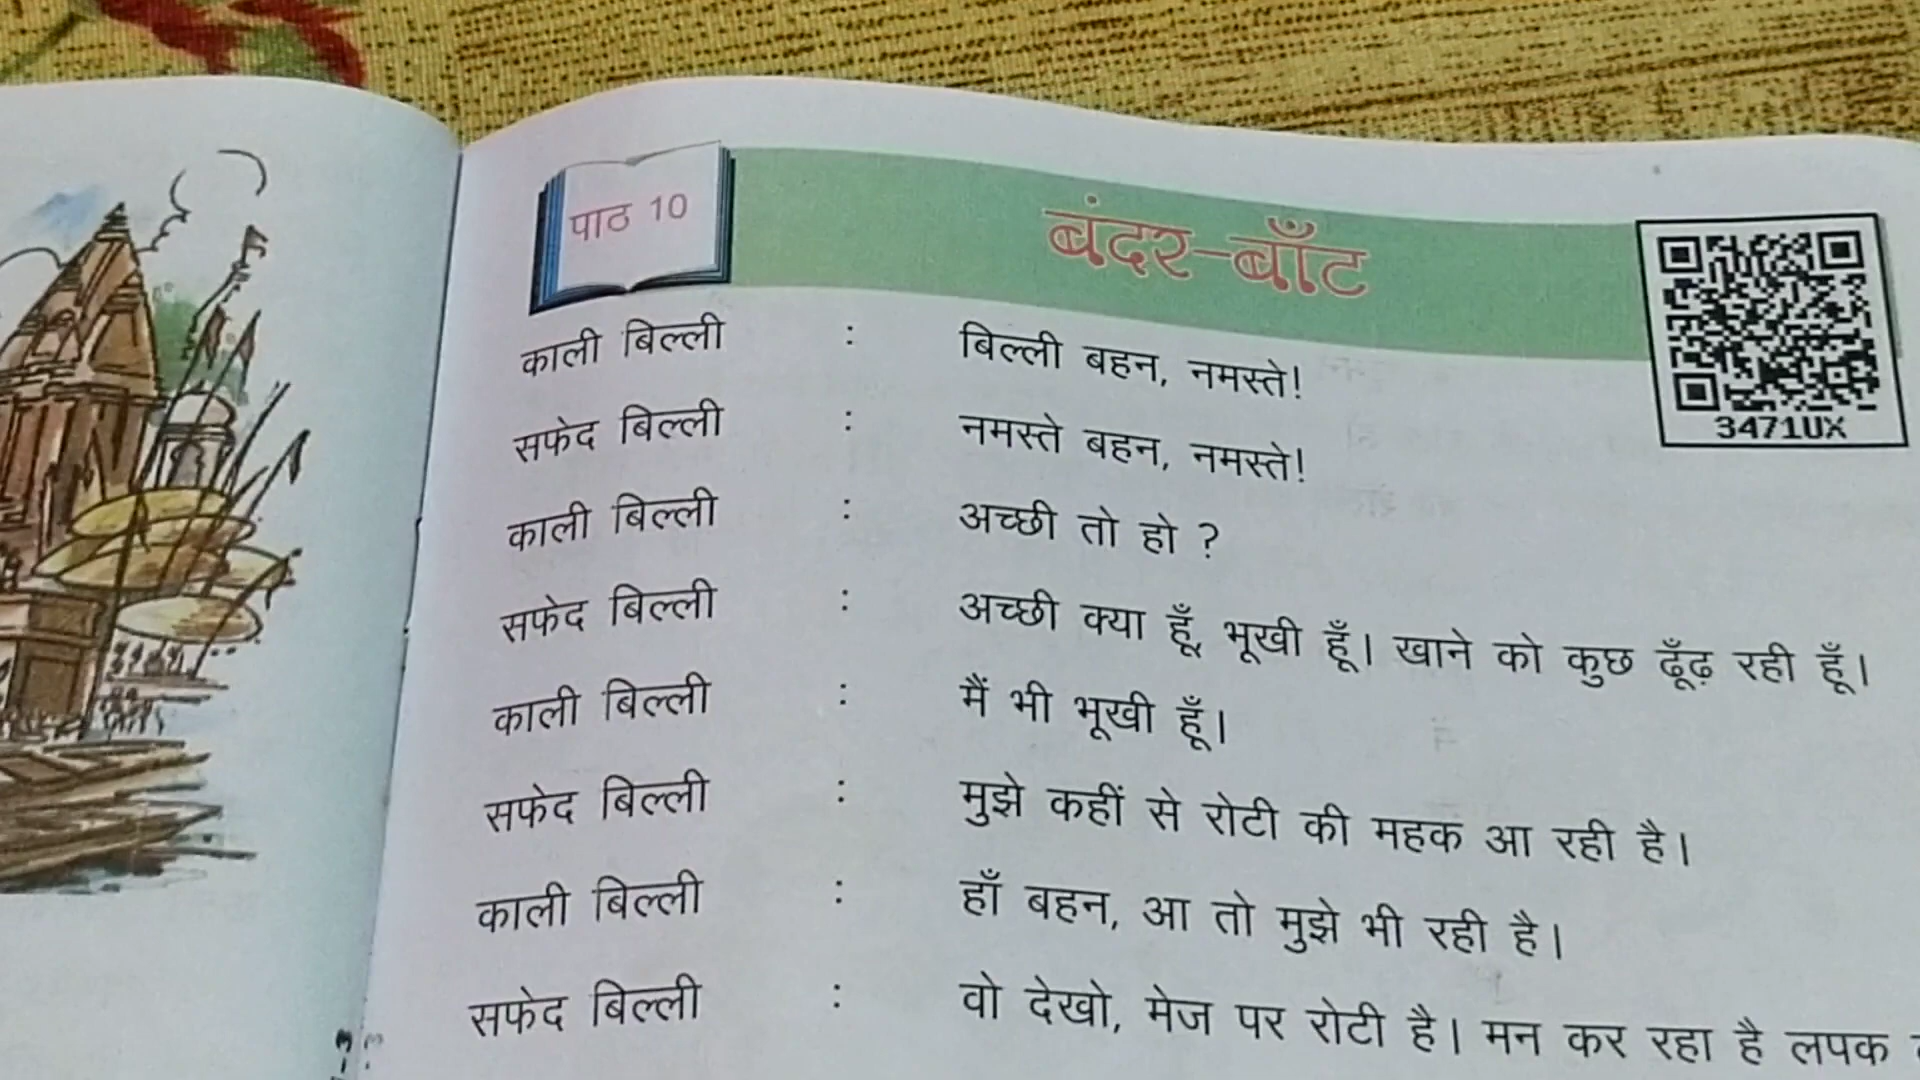 पाठ 10
बंदर-बाँट
3471UX
काली बिल्ली : बिल्ली बहन, नमस्ते!
सफेद बिल्ली : नमस्ते बहन, नमस्ते!
काली बिल्ली : अच्छी तो हो ?
सफेद बिल्ली : अच्छी क्या हूँ, भूखी हूँ। खाने को कुछ ढूँढ़ रही हूँ।
काली बिल्ली : मैं भी भूखी हूँ।
सफेद बिल्ली : मुझे कहीं से रोटी की महक आ रही है।
काली बिल्ली : हाँ बहन, आ तो मुझे भी रही है।
सफेद बिल्ली : वो देखो, मेज पर रोटी है। मन कर रहा है लपक